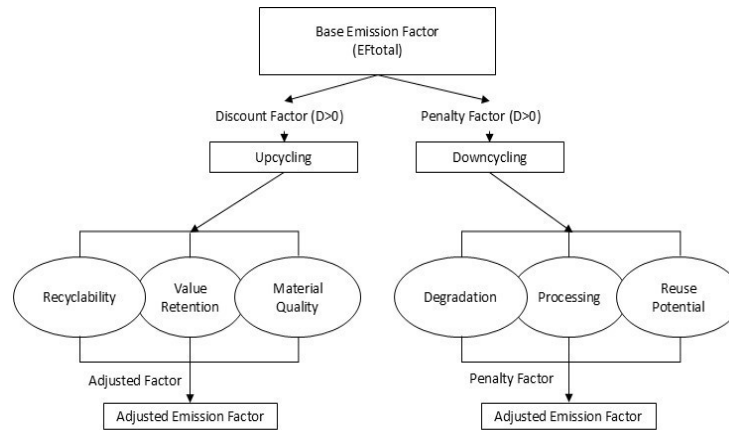 Base Emission Factor
(EFtotal)
Discount Factor (D>0)
Penalty Factor (D>0)
Upcycling
Downcycling
Recyclability
Value
Retention
Material
Quality
Degradation
Processing
Reuse
Potential
Adjusted Factor
Penalty Factor
Adjusted Emission Factor
Adjusted Emission Factor